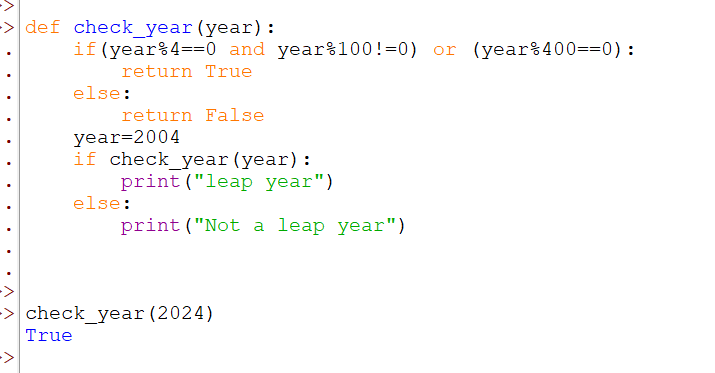 >>
>> def check_year(year):
.     if(year%4==0 and year%100!=0) or (year%400==0):
.         return True
.     else:
.         return False
.     year=2004
.     if check_year(year):
.         print("leap year")
.     else:
.         print("Not a leap year")
.
.
>>
>> check_year(2024)
True
>>